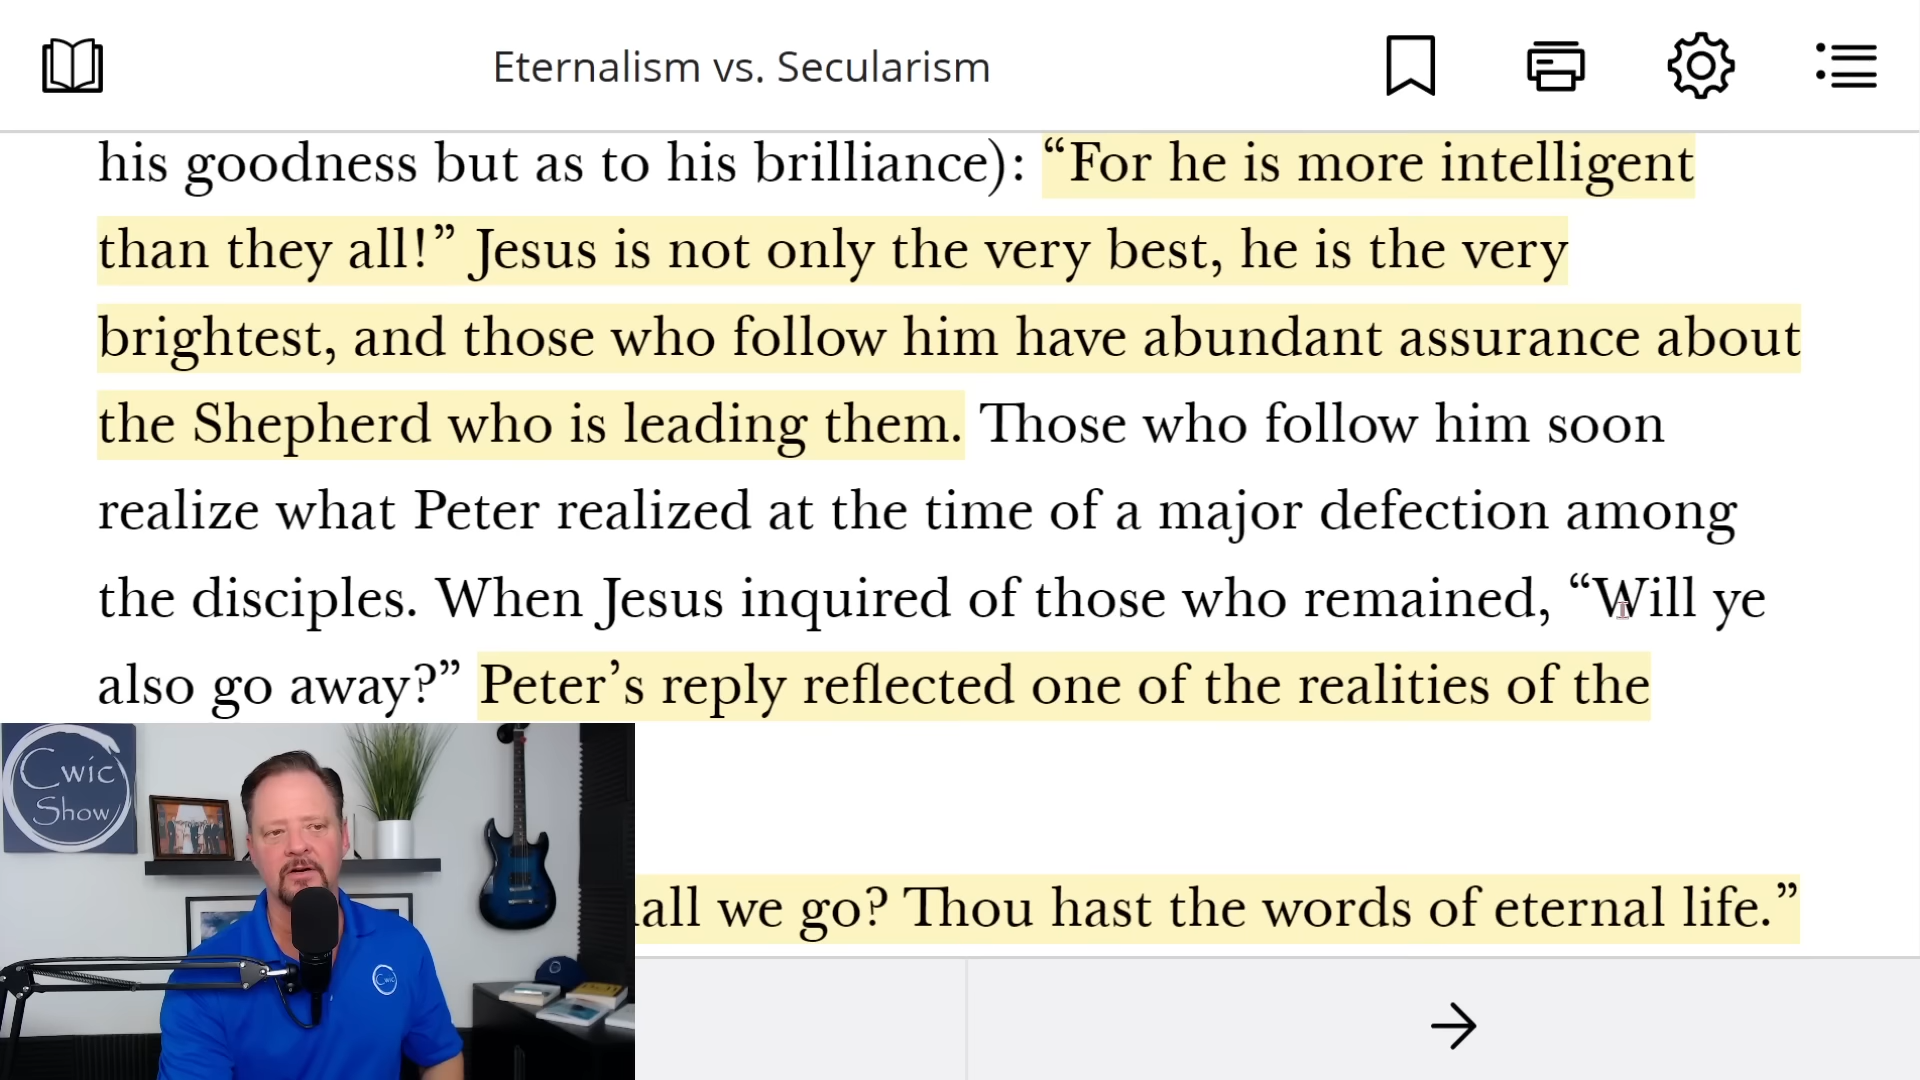 Eternalism vs. Secularism
his goodness but as to his brilliance): “For he is more intelligent
than they all!” Jesus is not only the very best, he is the very
brightest, and those who follow him have abundant assurance about
the Shepherd who is leading them. Those who follow him soon
realize what Peter realized at the time of a major defection among
the disciples. When Jesus inquired of those who remained, “Will ye
also go away?” Peter’s reply reflected one of the realities of the
we go? Thou hast the words of eternal life.”
Cwic
Show
Cwic